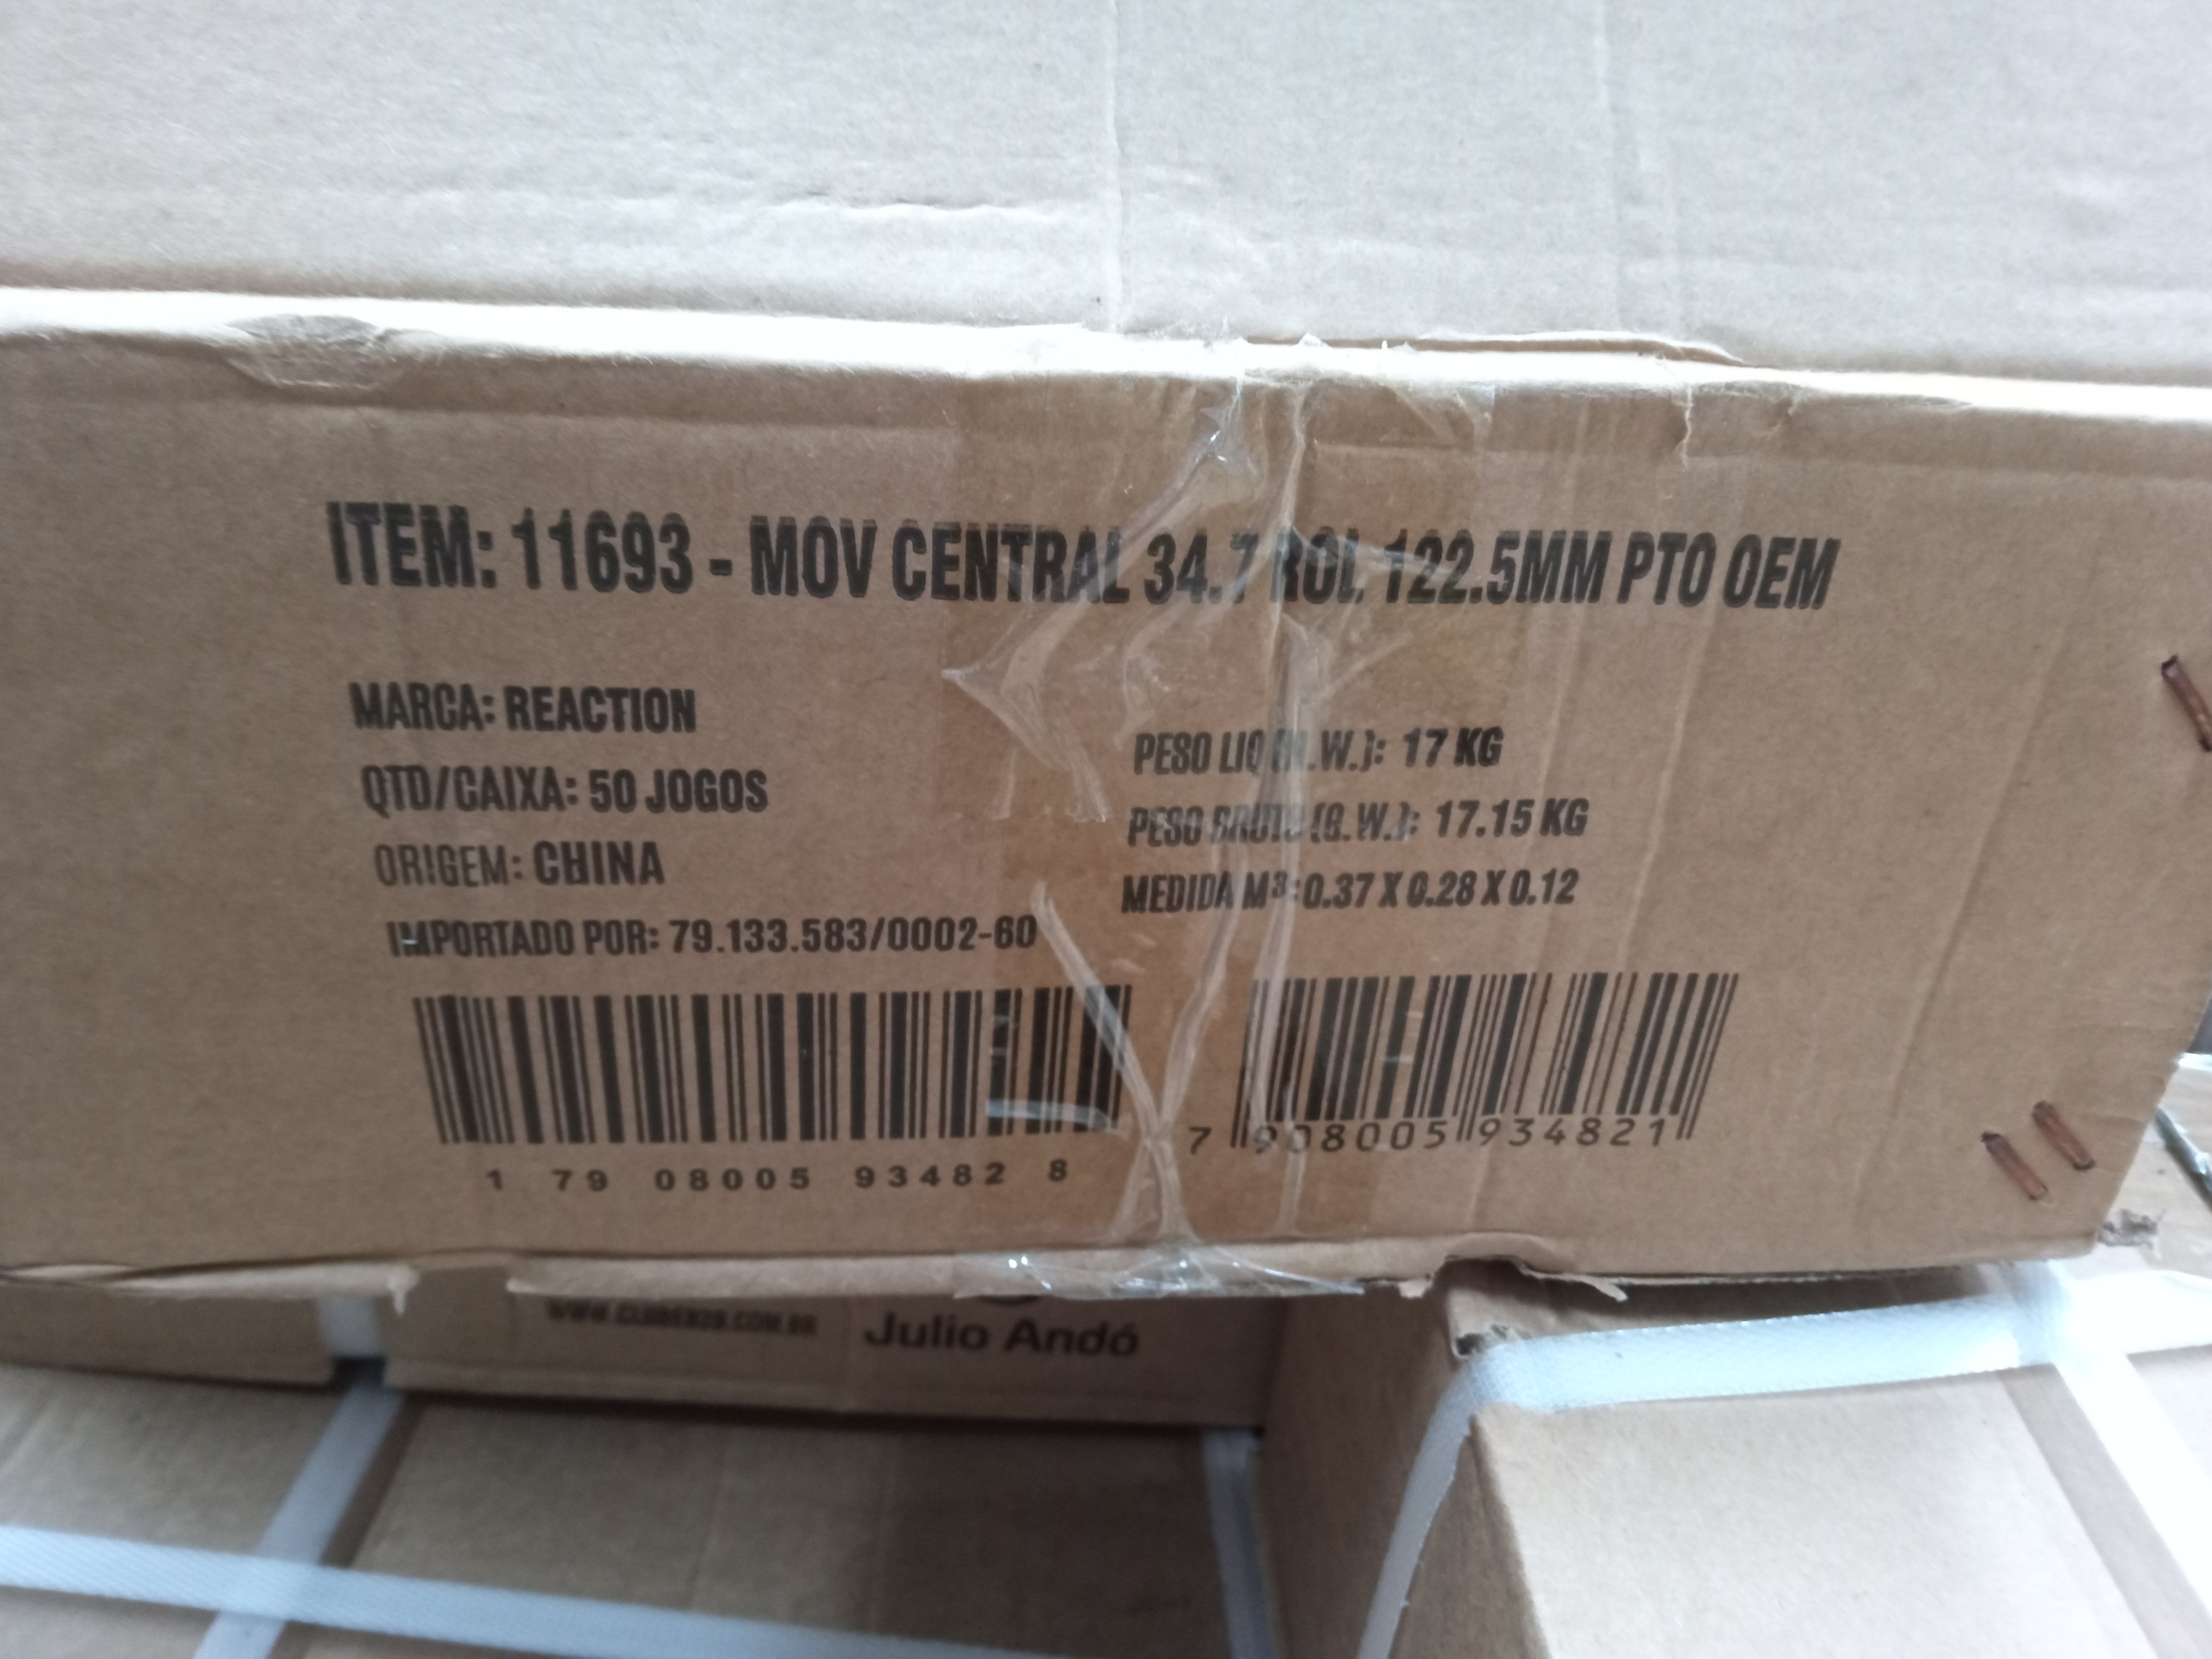 ITEM: 11693 - MOV CENTRAL 34.7 ROL 122.5MM PTO OEM
MARCA: REACTION
QTD/CAIXA: 50 JOGOS
ORIGEM: CHINA
IMPORTADO POR: 79.133.583/0002-60
PESO LIQ (N.W.): 17 KG
PESO BRUTO (G.W.): 17.15 KG
MEDIDA M³: 0.37 X 0.28 X 0.12
1 79 08005 93482 8
7 908005 934821
Julio Andó